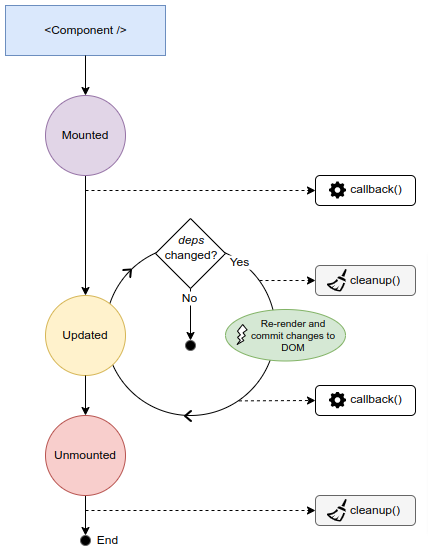 <Component />
Mounted
callback()
deps
changed?
Yes
cleanup()
No
Updated
Re-render and
commit changes to
DOM
callback()
Unmounted
cleanup()
End